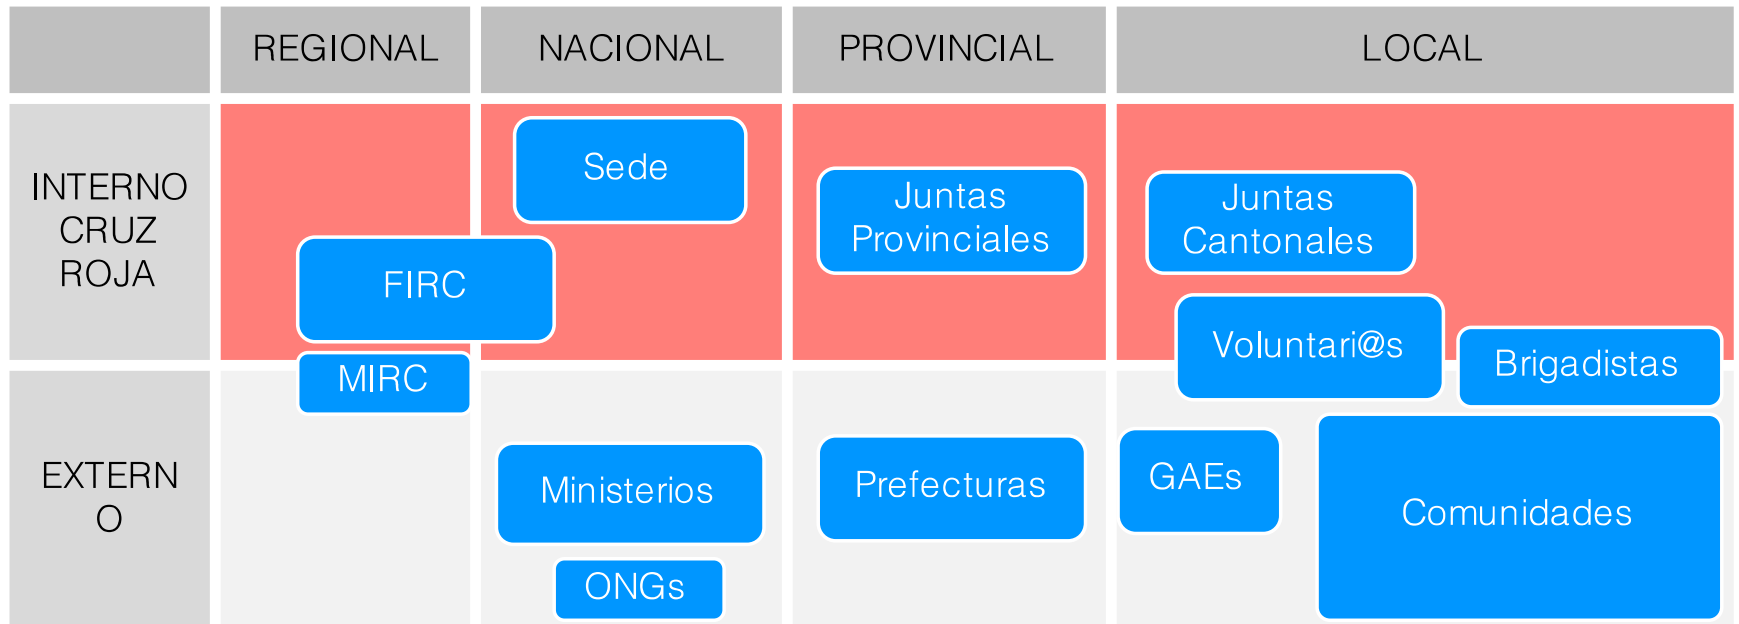 REGIONAL
NACIONAL
PROVINCIAL
LOCAL
INTERNO
CRUZ
ROJA
Sede
FIRC
MIRC
Juntas
Provinciales
Juntas
Cantonales
Voluntari@s
Brigadistas
EXTERN
O
Ministerios
ONGs
Prefecturas
GAEs
Comunidades